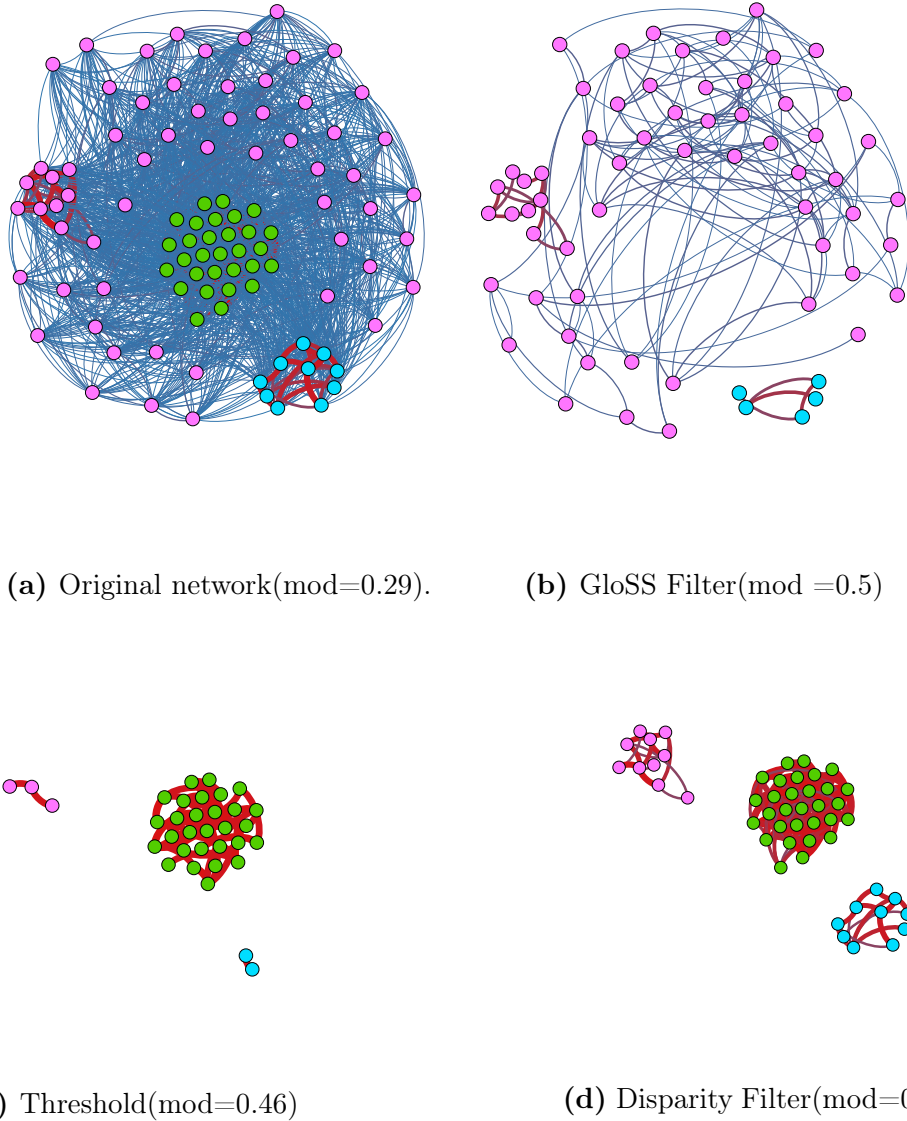 (a) Original network(mod=0.29).
(b) GloSS Filter(mod =0.5)
) Threshold(mod=0.46)
(d) Disparity Filter(mod=0